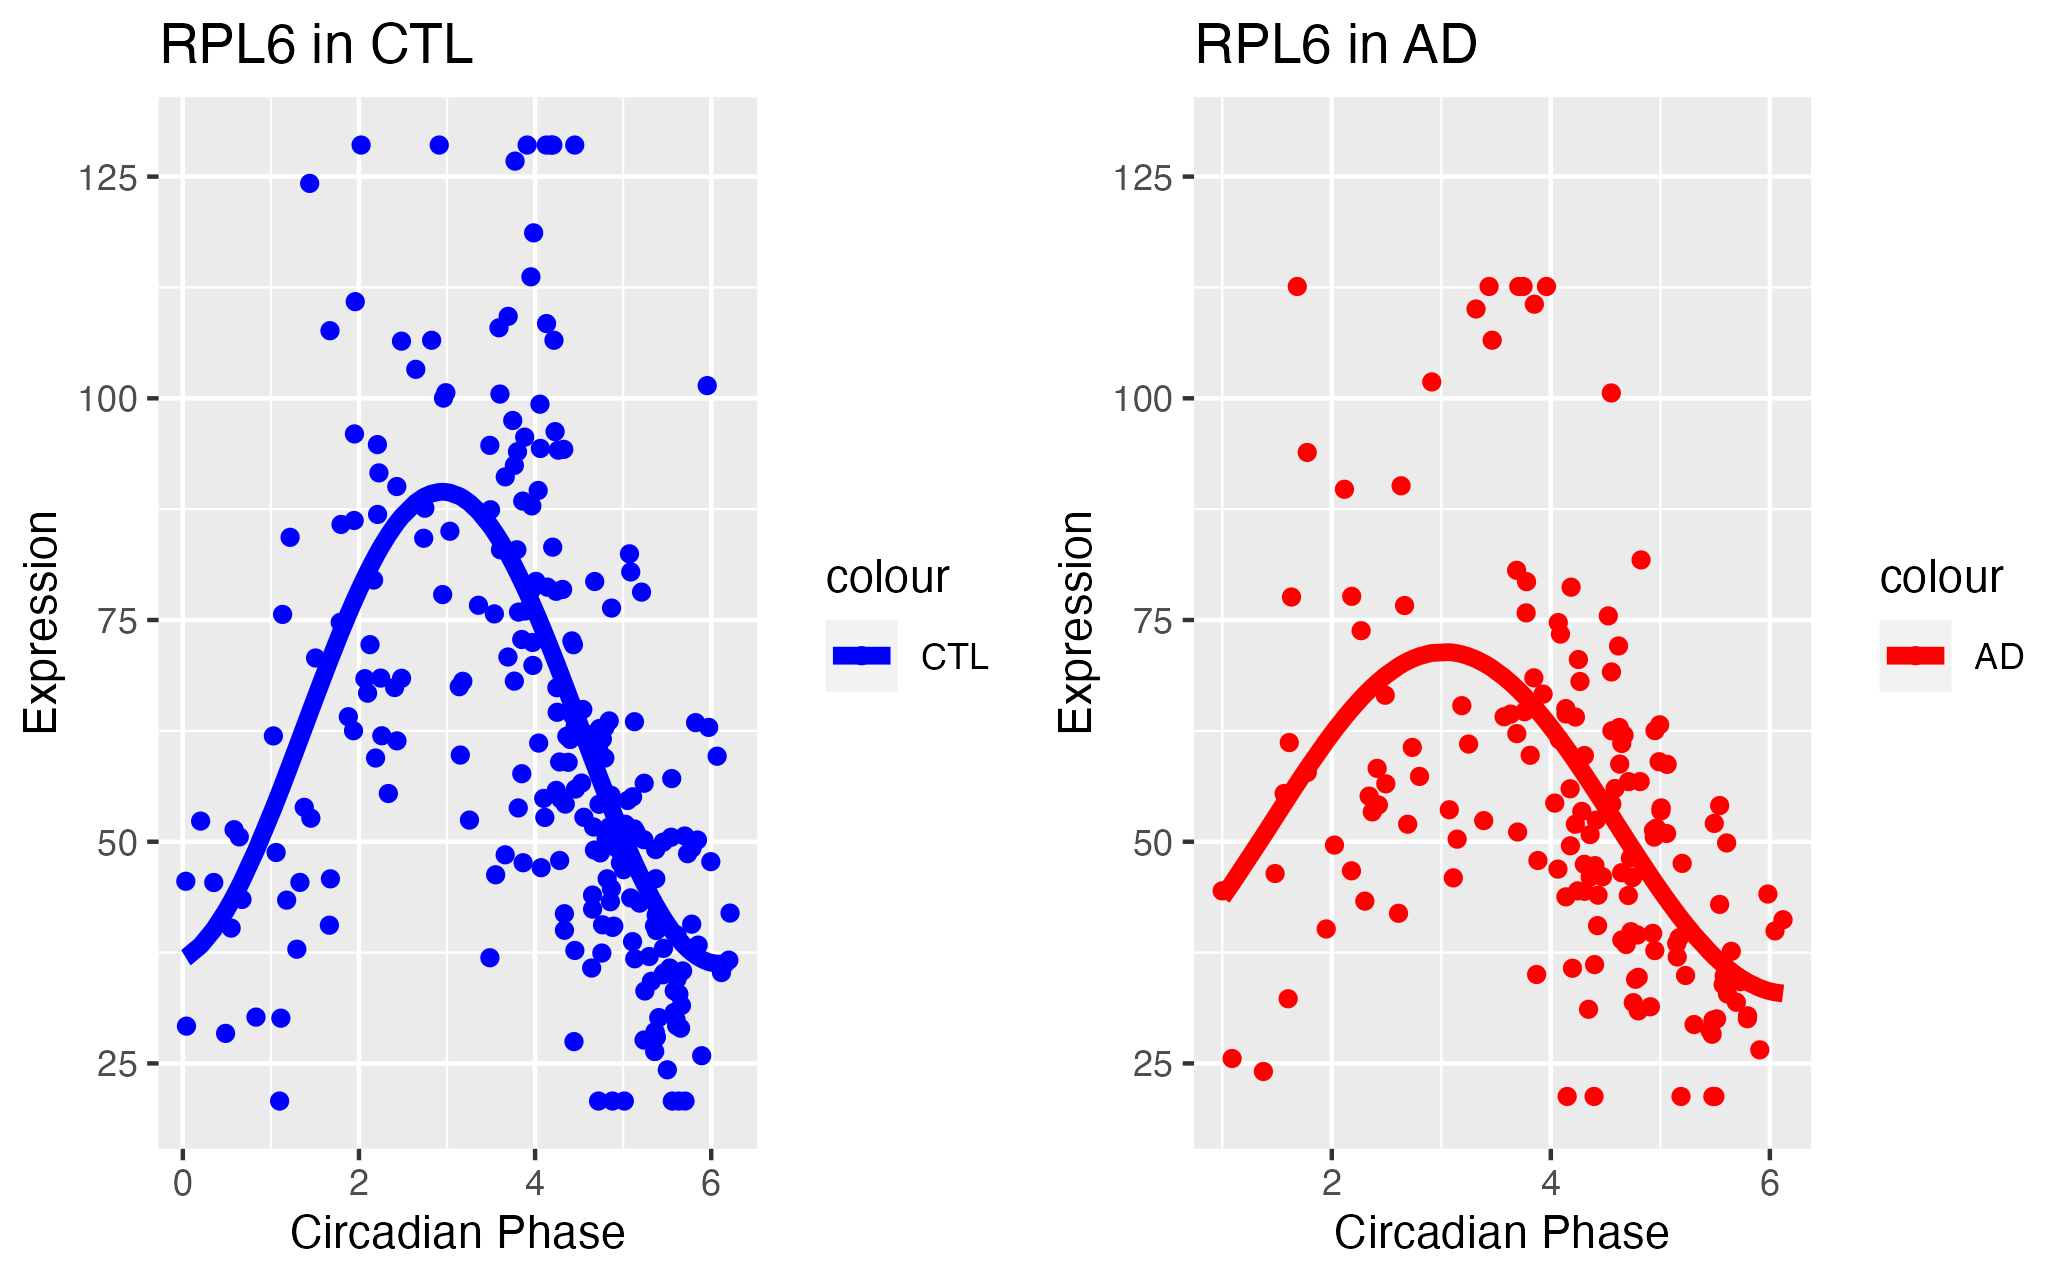 RPL6 in CTL
125
100
75
50
25
Expression
0 2 4 6
Circadian Phase
colour
CTL
RPL6 in AD
125
100
75
50
25
Expression
2 4 6
Circadian Phase
colour
AD